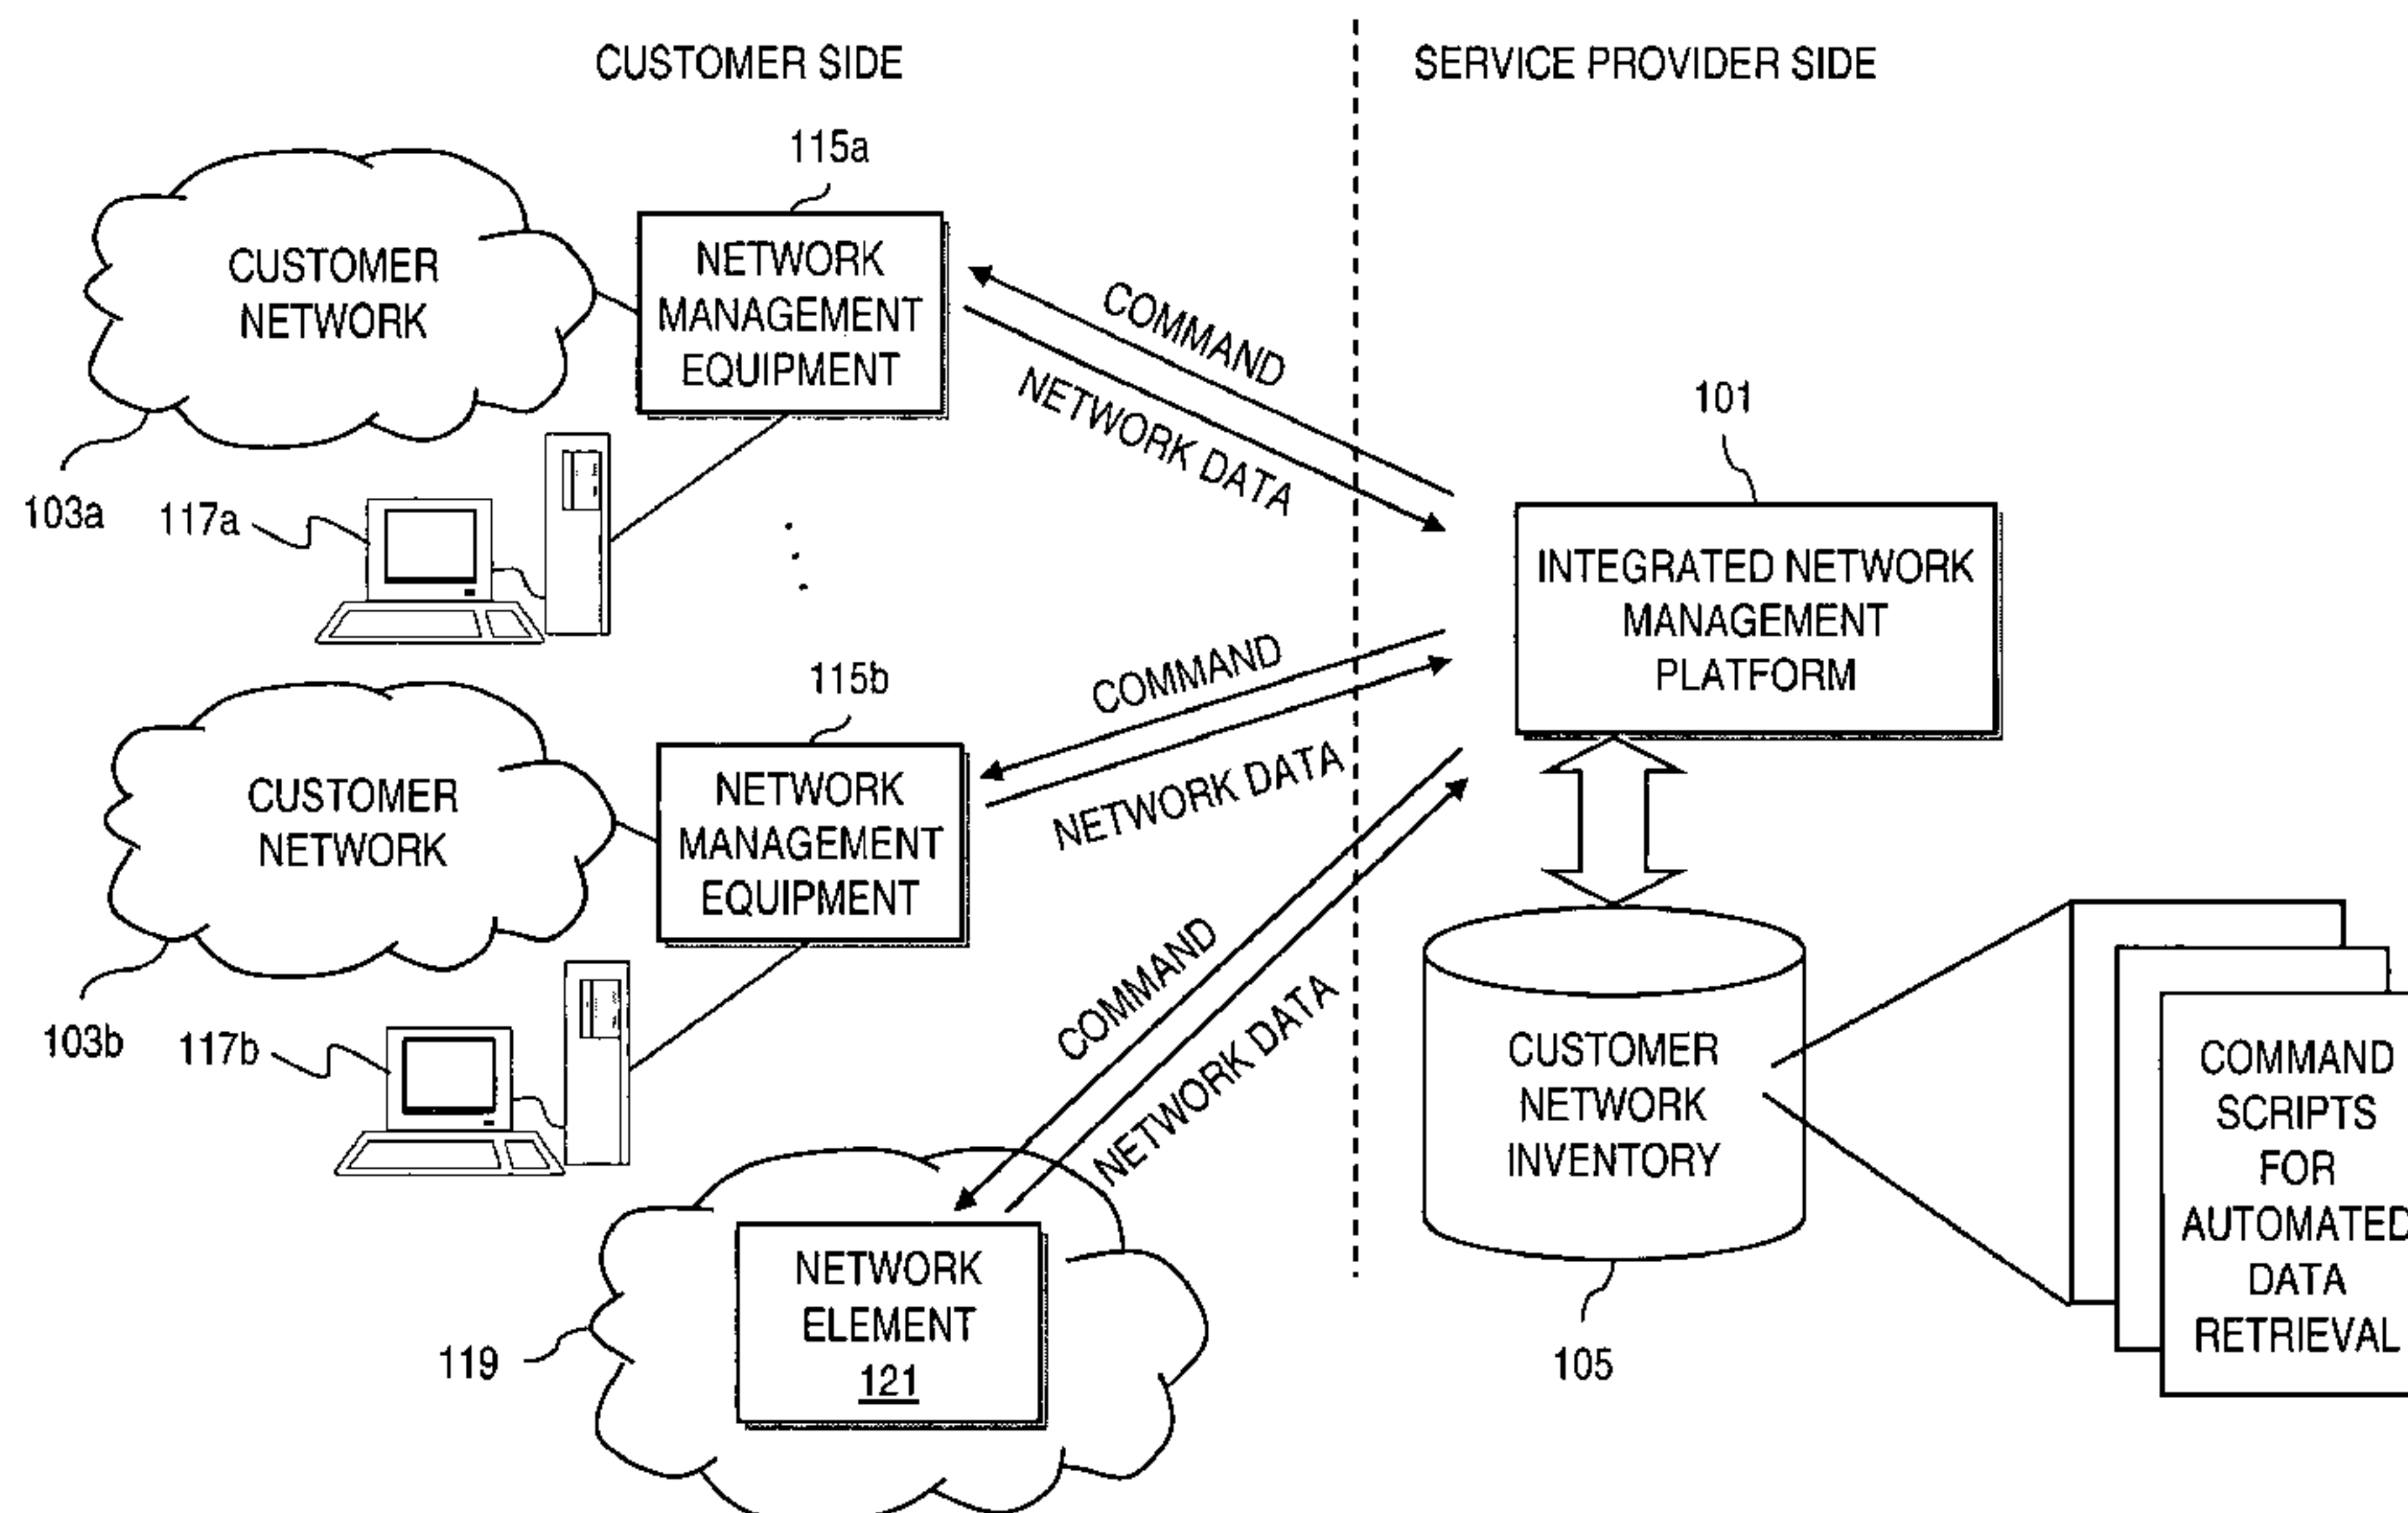 CUSTOMER SIDE
SERVICE PROVIDER SIDE
115a
CUSTOMER
NETWORK
NETWORK
MANAGEMENT
EQUIPMENT
COMMAND
NETWORK DATA
103a
117a
101
INTEGRATED NETWORK
MANAGEMENT
PLATFORM
115b
CUSTOMER
NETWORK
NETWORK
MANAGEMENT
EQUIPMENT
COMMAND
NETWORK DATA
103b
117b
COMMAND
NETWORK DATA
CUSTOMER
NETWORK
INVENTORY
105
COMMAND
SCRIPTS
FOR
AUTOMATED
DATA
RETRIEVAL
NETWORK
ELEMENT
121
119